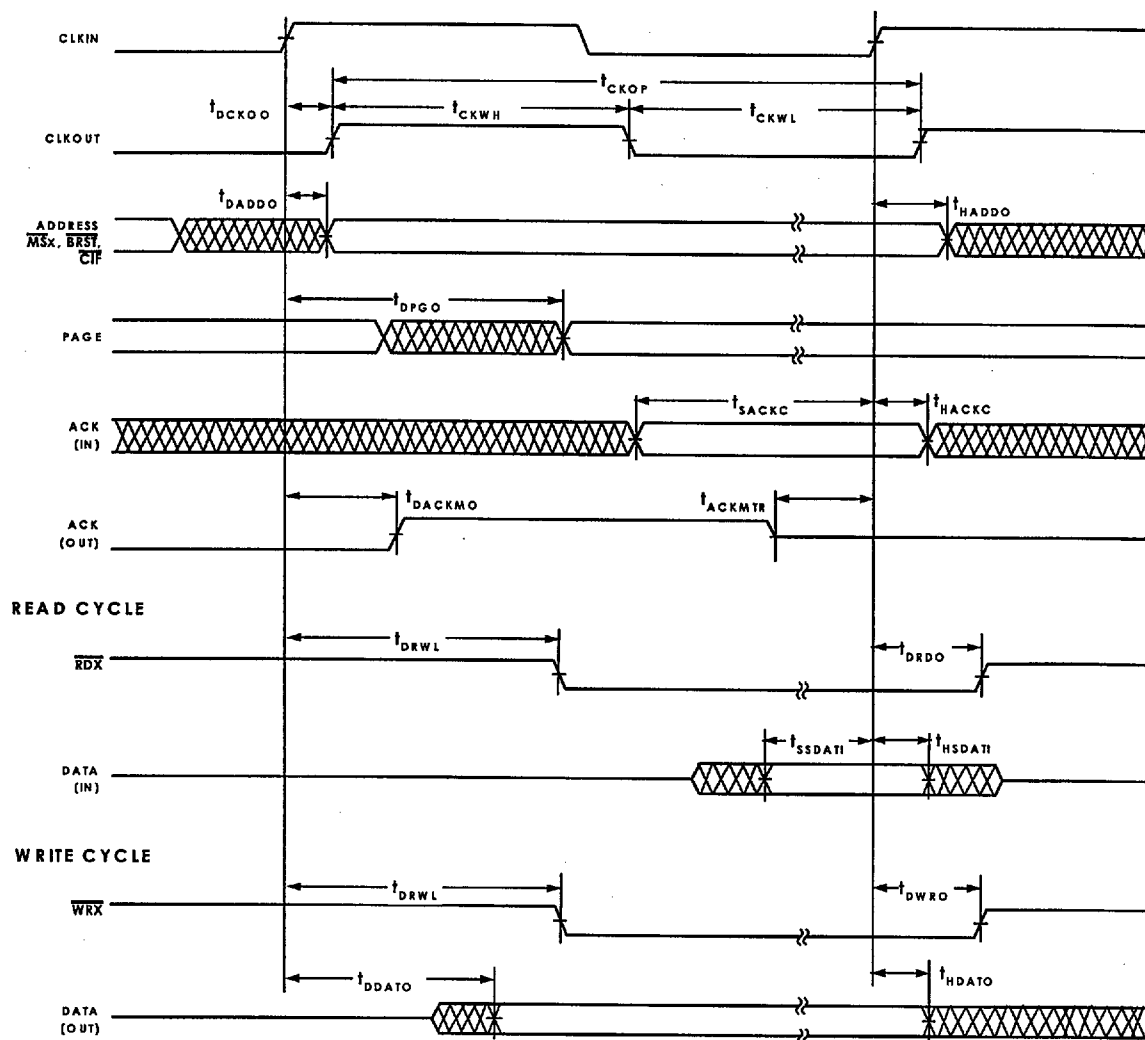 CLKIN
tCKOP
tDCKOO
tCKWH
tCKWL
CLKOUT
tDADDO
tHADDO
ADDRESS
MSx, BRST,
CIF
tDPGO
PAGE
tSACKC
tHACKC
ACK
(IN)
tDACKMO
tACKMTR
ACK
(OUT)
READ CYCLE
tDRWL
tDRDO
RDX
tSSDATI
tHSDATI
DATA
(IN)
WRITE CYCLE
tDRWL
tDWRO
WRX
tDDATO
tHDATO
DATA
(OUT)